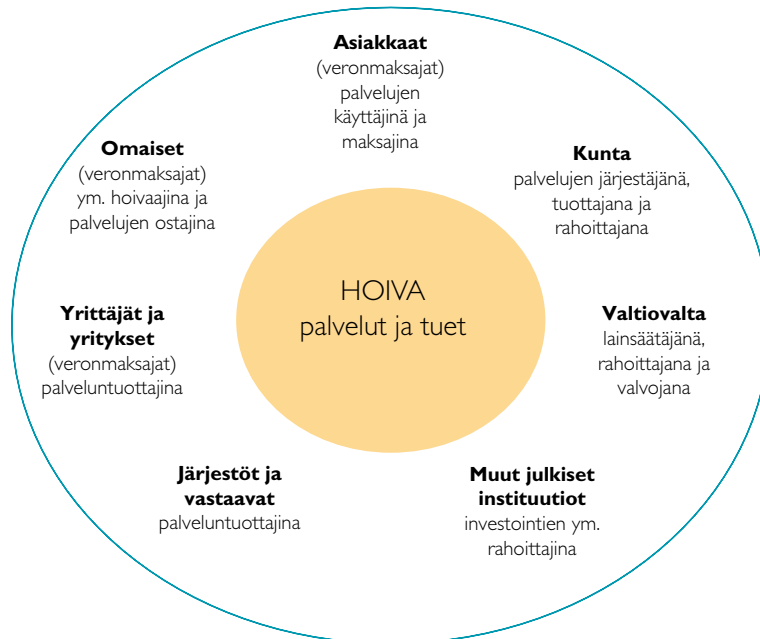 Asiakkaat
(veronmaksajat)
palvelujen
käyttäjinä ja
maksajina
Omaiset
(veronmaksajat)
ym. hoivaajina ja
palvelujen ostajina
Kunta
palvelujen järjestäjänä,
tuottajana ja
rahoittajana
HOIVA
palvelut ja tuet
Yrittäjät ja
yritykset
(veronmaksajat)
palveluntuottajina
Valtiovalta
lainsäätäjänä,
rahoittajana ja
valvojana
Järjestöt ja
vastaavat
palveluntuottajina
Muut julkiset
instituutiot
investointien ym.
rahoittajina